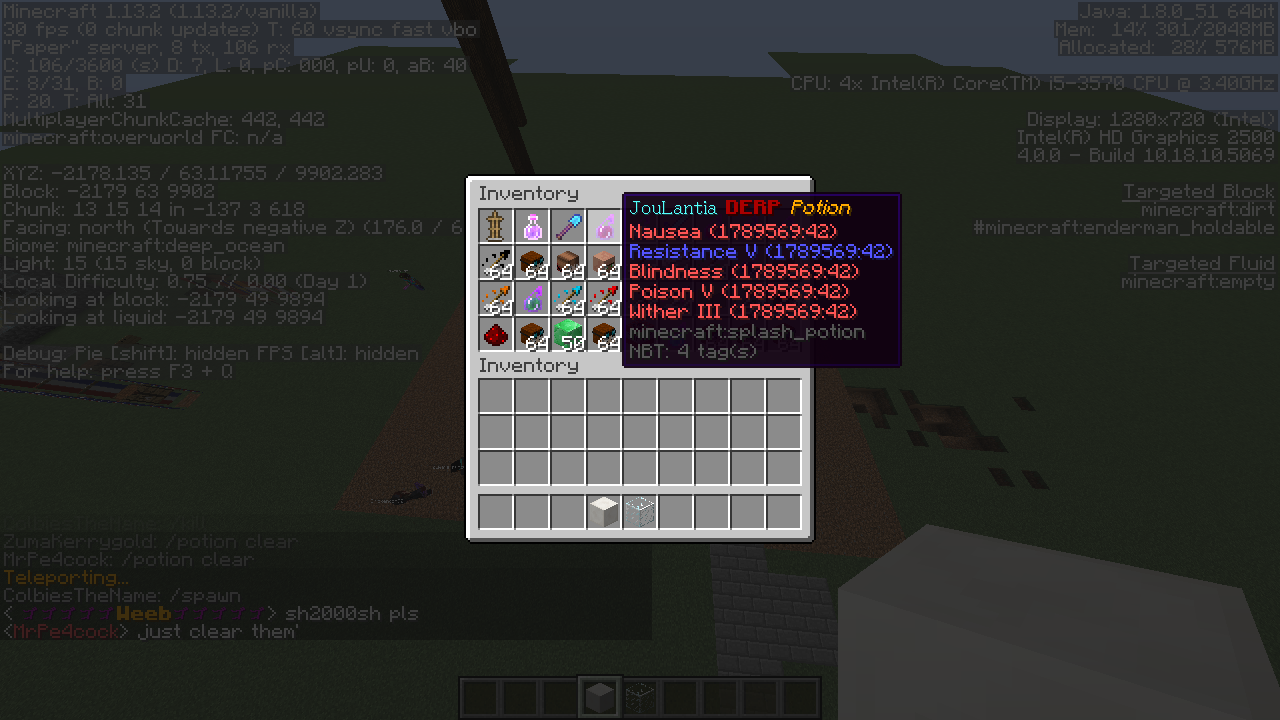 Minecraft 1.13.2 (1.13.2/vanilla)
30 fps (0 chunk updates) T: 60 vsync fast vbo
"Paper" server, 8 tx, 106 rx
C: 106/3600 (s) D: 7, L: 0, pC: 000, pU: 0, aB: 40
E: 8/31, B: 0
P: 20. T: All: 31
MultiplayerChunkCache: 442, 442
minecraft:overworld FC: n/a
XYZ: -2178.135 / 63.11755 / 9902.283
Block: -2179 63 9902
Chunk: 13 15 14 in -137 3 618
Facing: north (Towards negative Z) (176.0 / 6
Biome: minecraft:deep_ocean
Light: 15 (15 sky, 0 block)
Local Difficulty: 0.75 // 0.00 (Day 1)
Looking at block: -2179 49 9894
Looking at liquid: -2179 49 9894
Debug: Pie [shift]: hidden FPS [alt]: hidden
For help: press F3 + Q
Java: 1.8.0_51 64bit
Mem: 14% 301/2048MB
Allocated: 28% 576MB
CPU: 4x Intel(R) Core(TM) i5-3570 CPU @ 3.40GHz
Display: 1280x720 (Intel)
Intel(R) HD Graphics 2500
4.0.0 - Build 10.18.10.5069
Targeted Block
minecraft:dirt
#minecraft:enderman_holdable
Targeted Fluid
minecraft:empty
Inventory
64 64 64 64
64 64 64
64 50 64
JouLantia DERP Potion
Nausea (1789569:42)
Resistance V (1789569:42)
Blindness (1789569:42)
Poison V (1789569:42)
Wither III (1789569:42)
minecraft:splash_potion
NBT: 4 tag(s)
Inventory
ZumaKerrygold: /potion clear
MrPe4cock: /potion clear
Teleporting...
ColbiesTheName: /spawn
< Weeb > sh2000sh pls
<MrPe4cock> just clear them'